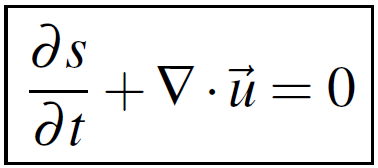 ∂s/∂t + ∇ · u⃗ = 0